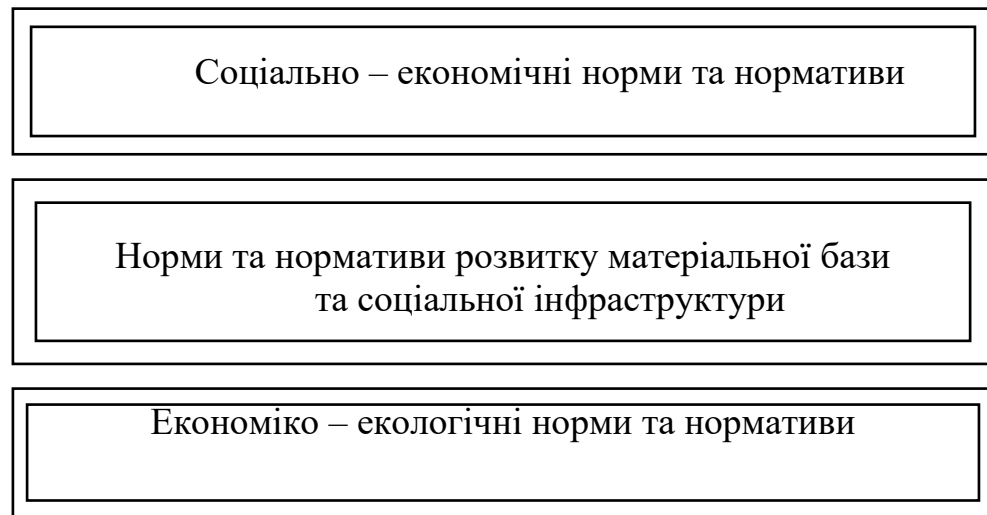 Соціально – економічні норми та нормативи
Норми та нормативи розвитку матеріальної бази
та соціальної інфраструктури
Економіко – екологічні норми та нормативи